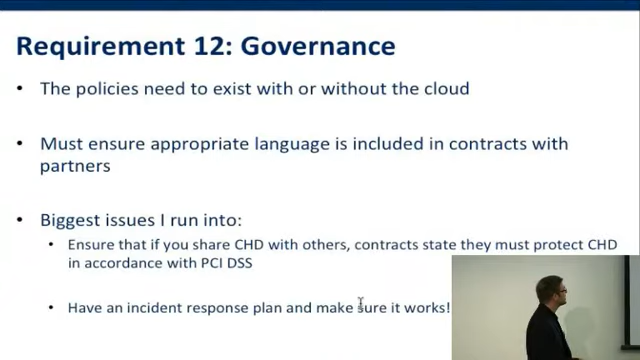 Requirement 12: Governance
• The policies need to exist with or without the cloud
• Must ensure appropriate language is included in contracts with
partners
• Biggest issues I run into:
• Ensure that if you share CHD with others, contracts state they must protect CHD
in accordance with PCI DSS
• Have an incident response plan and make sure it works!